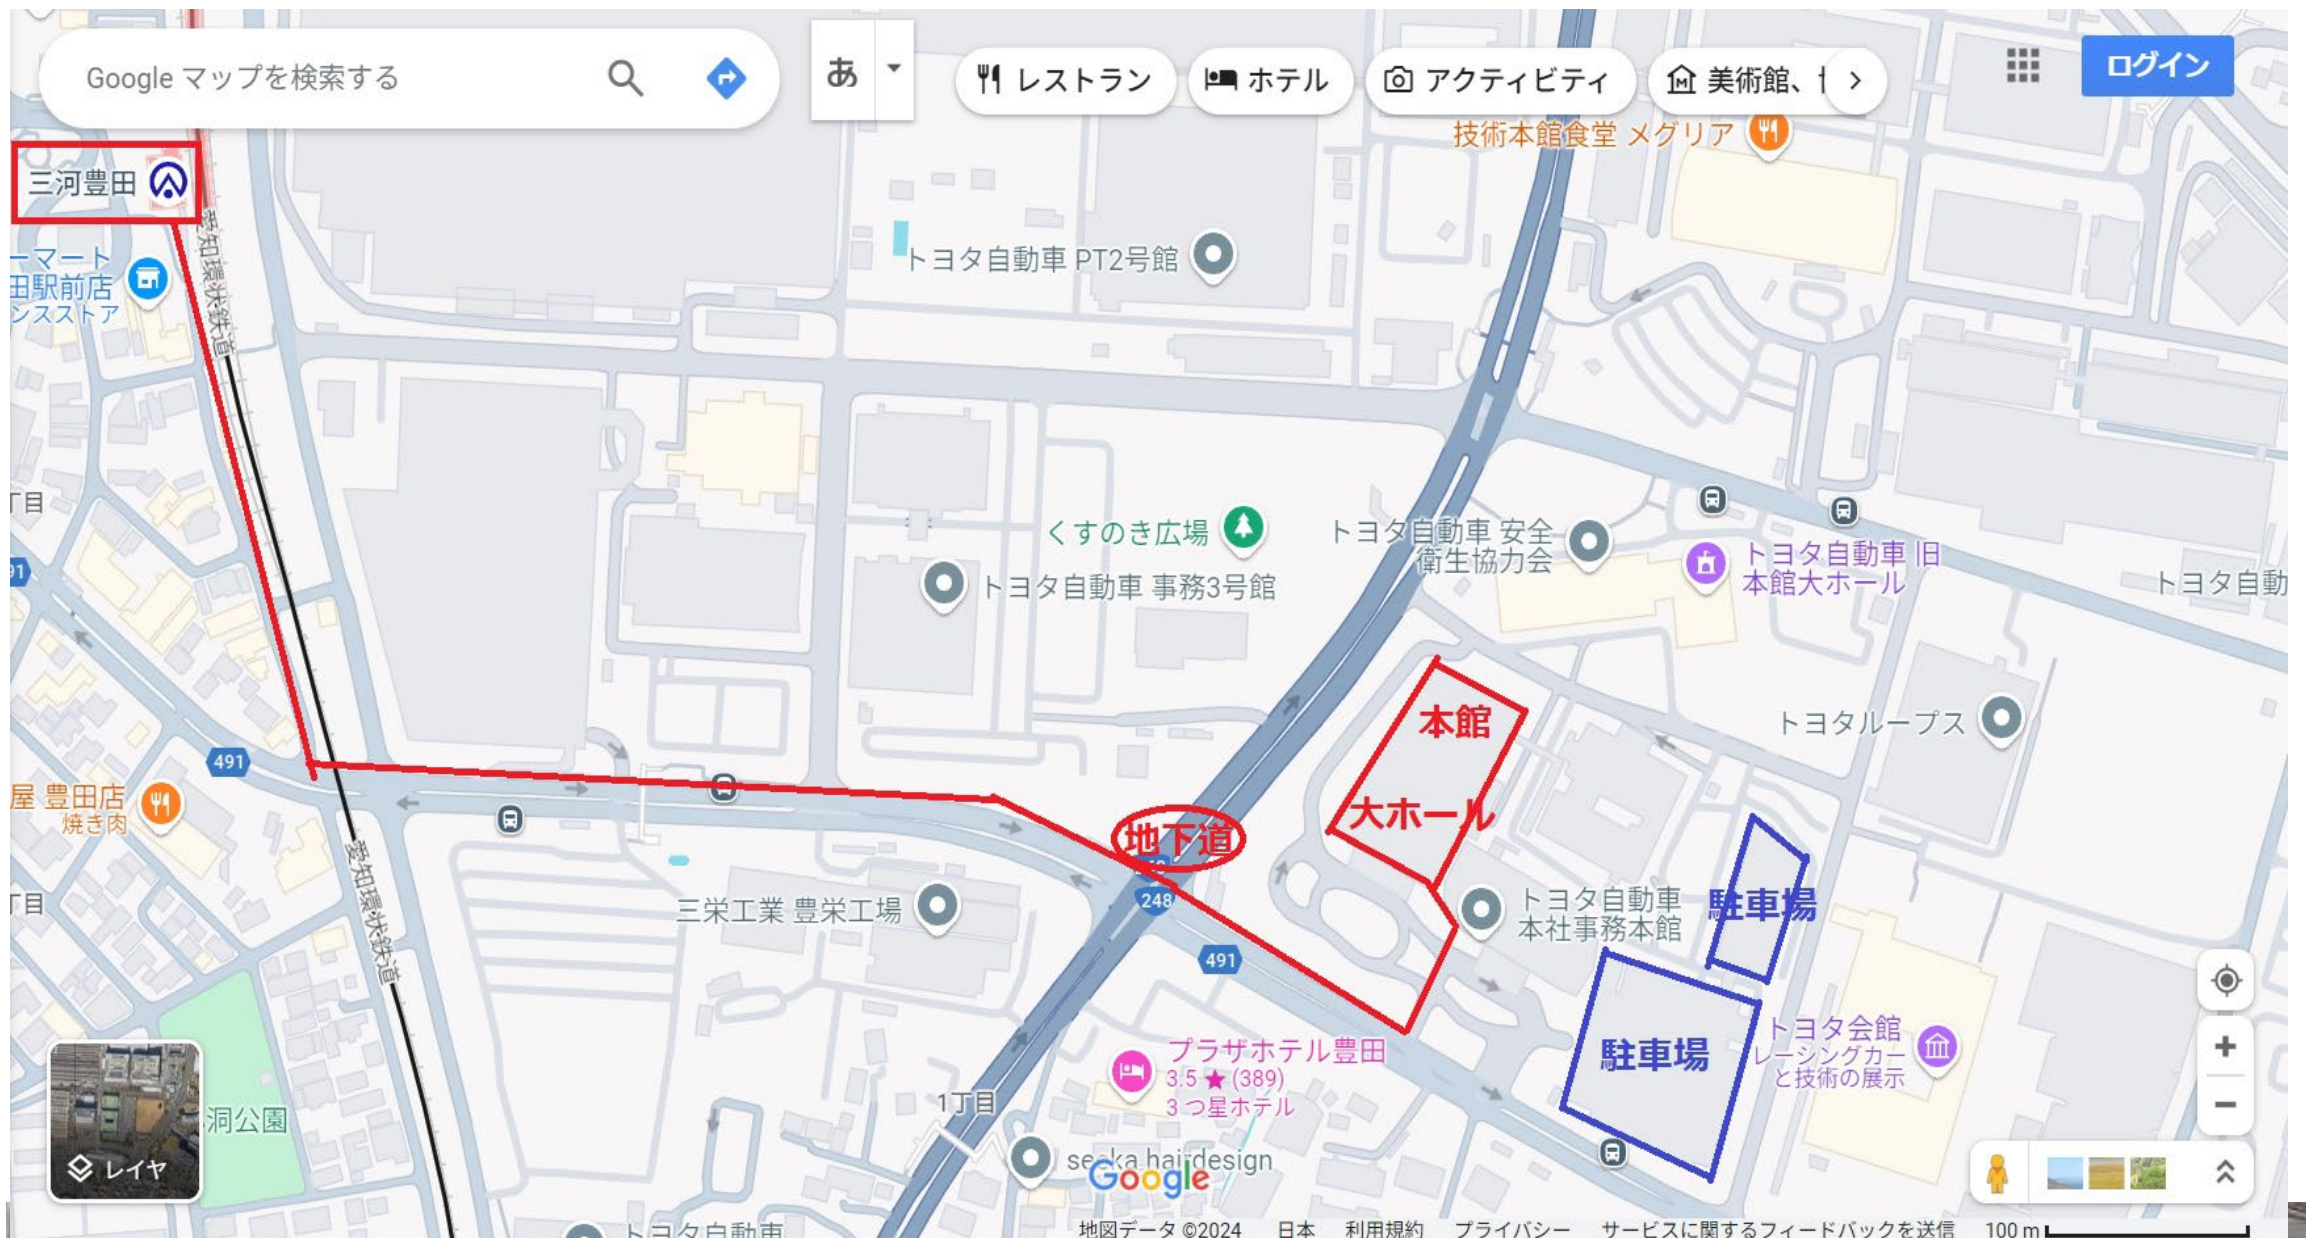 Google マップを検索する
あ
レストラン
ホテル
アクティビティ
美術館、
ログイン
技術本館食堂 メグリア
三河豊田
愛知環状鉄道
ーマート
田駅前店
ンスストア
トヨタ自動車 PT2号館
丁目
くすのき広場
トヨタ自動車 安全
衛生協力会
トヨタ自動車 旧
本館大ホール
トヨタ自動車 事務3号館
トヨタ自動
91
本館
トヨタループス
491
屋 豊田店
焼き肉
大ホール
地下道
248
三栄工業 豊栄工場
トヨタ自動車
本社事務本館
駐車場
丁目
愛知環状鉄道
491
駐車場
トヨタ会館
レーシングカー
と技術の展示
プラザホテル豊田
3.5 ★ (389)
3 つ星ホテル
1丁目
洞公園
レイヤ
hairdesign
Google
トヨタ自動車
地図データ ©2024
日本
利用規約
プライバシー
サービスに関するフィードバックを送信
100 m